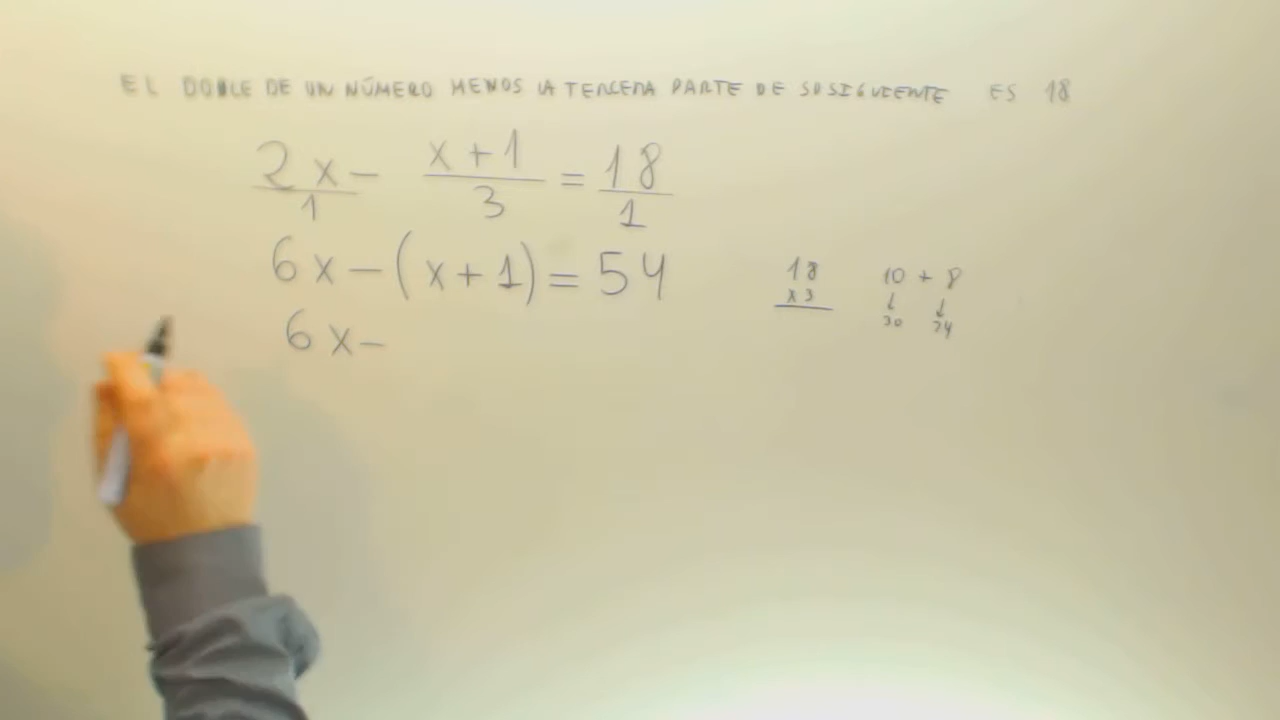 EL DOBLE DE UN NÚMERO MENOS LA TERCERA PARTE DE SU SIGUIENTE ES 18
2x - x+1 = 18
1 3 1
6x - (x+1) = 54
6x -
18 10 + 8
x3 ↓ ↓
30 24